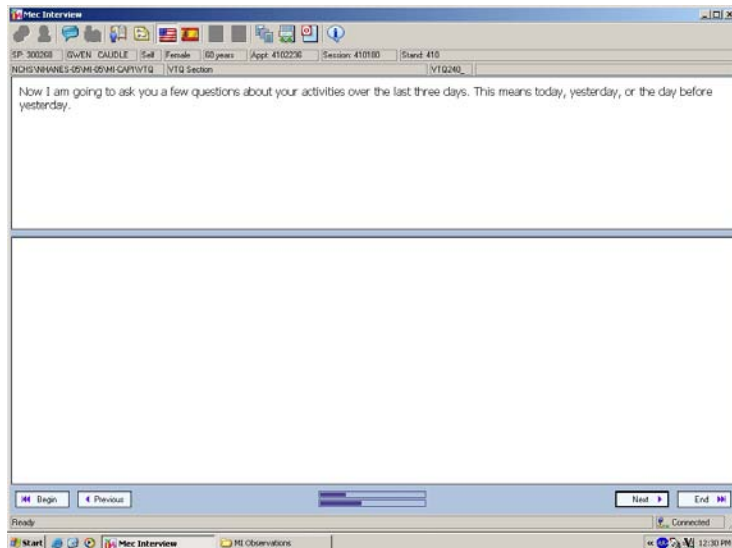 Mec Interview
SP: 300268 GWEN CAUDLE Self Female 60 years Appt: 4102236 Session: 410180 Stand: 410
NCHS\NHANES-05\MI-05\MI-CAPI\VTQ VTQ Section VTQ240_
Now I am going to ask you a few questions about your activities over the last three days. This means today, yesterday, or the day before
yesterday.
Begin Previous Next End
Ready Connected
Start Mec Interview MI Observations 12:30 PM